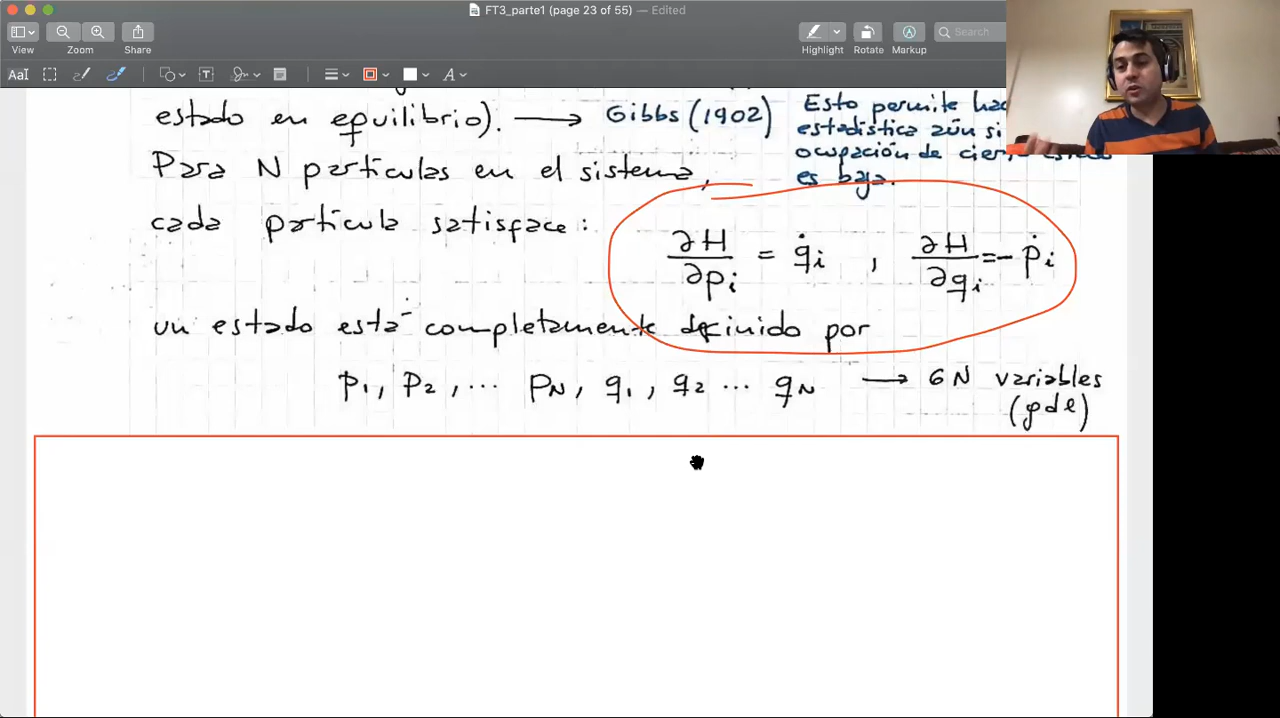 FT3_parte1 (page 23 of 55) — Edited
View Zoom Share Highlight Rotate Markup Search
AaI T A
estado en equilibrio). → Gibbs (1902)
Esto permite
estadística aún si
ocupación de
es baja.
Para N partículas en el sistema,
cada partícula satisface:
∂H/∂pi = q̇i , ∂H/∂qi = - ṗi
un estado está completamente definido por
p1, p2, ... pN, q1, q2 ... qN → 6N variables
(gdl)